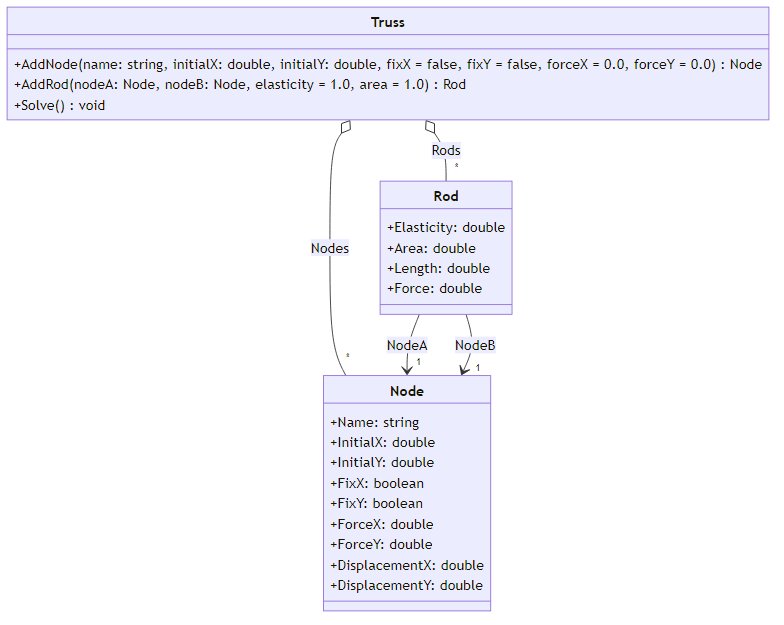 Truss
+AddNode(name: string, initialX: double, initialY: double, fixX = false, fixY = false, forceX = 0.0, forceY = 0.0) : Node
+AddRod(nodeA: Node, nodeB: Node, elasticity = 1.0, area = 1.0) : Rod
+Solve() : void
Rods
*
Rod
+Elasticity: double
+Area: double
+Length: double
+Force: double
Nodes
*
NodeA
1
NodeB
1
Node
+Name: string
+InitialX: double
+InitialY: double
+FixX: boolean
+FixY: boolean
+ForceX: double
+ForceY: double
+DisplacementX: double
+DisplacementY: double